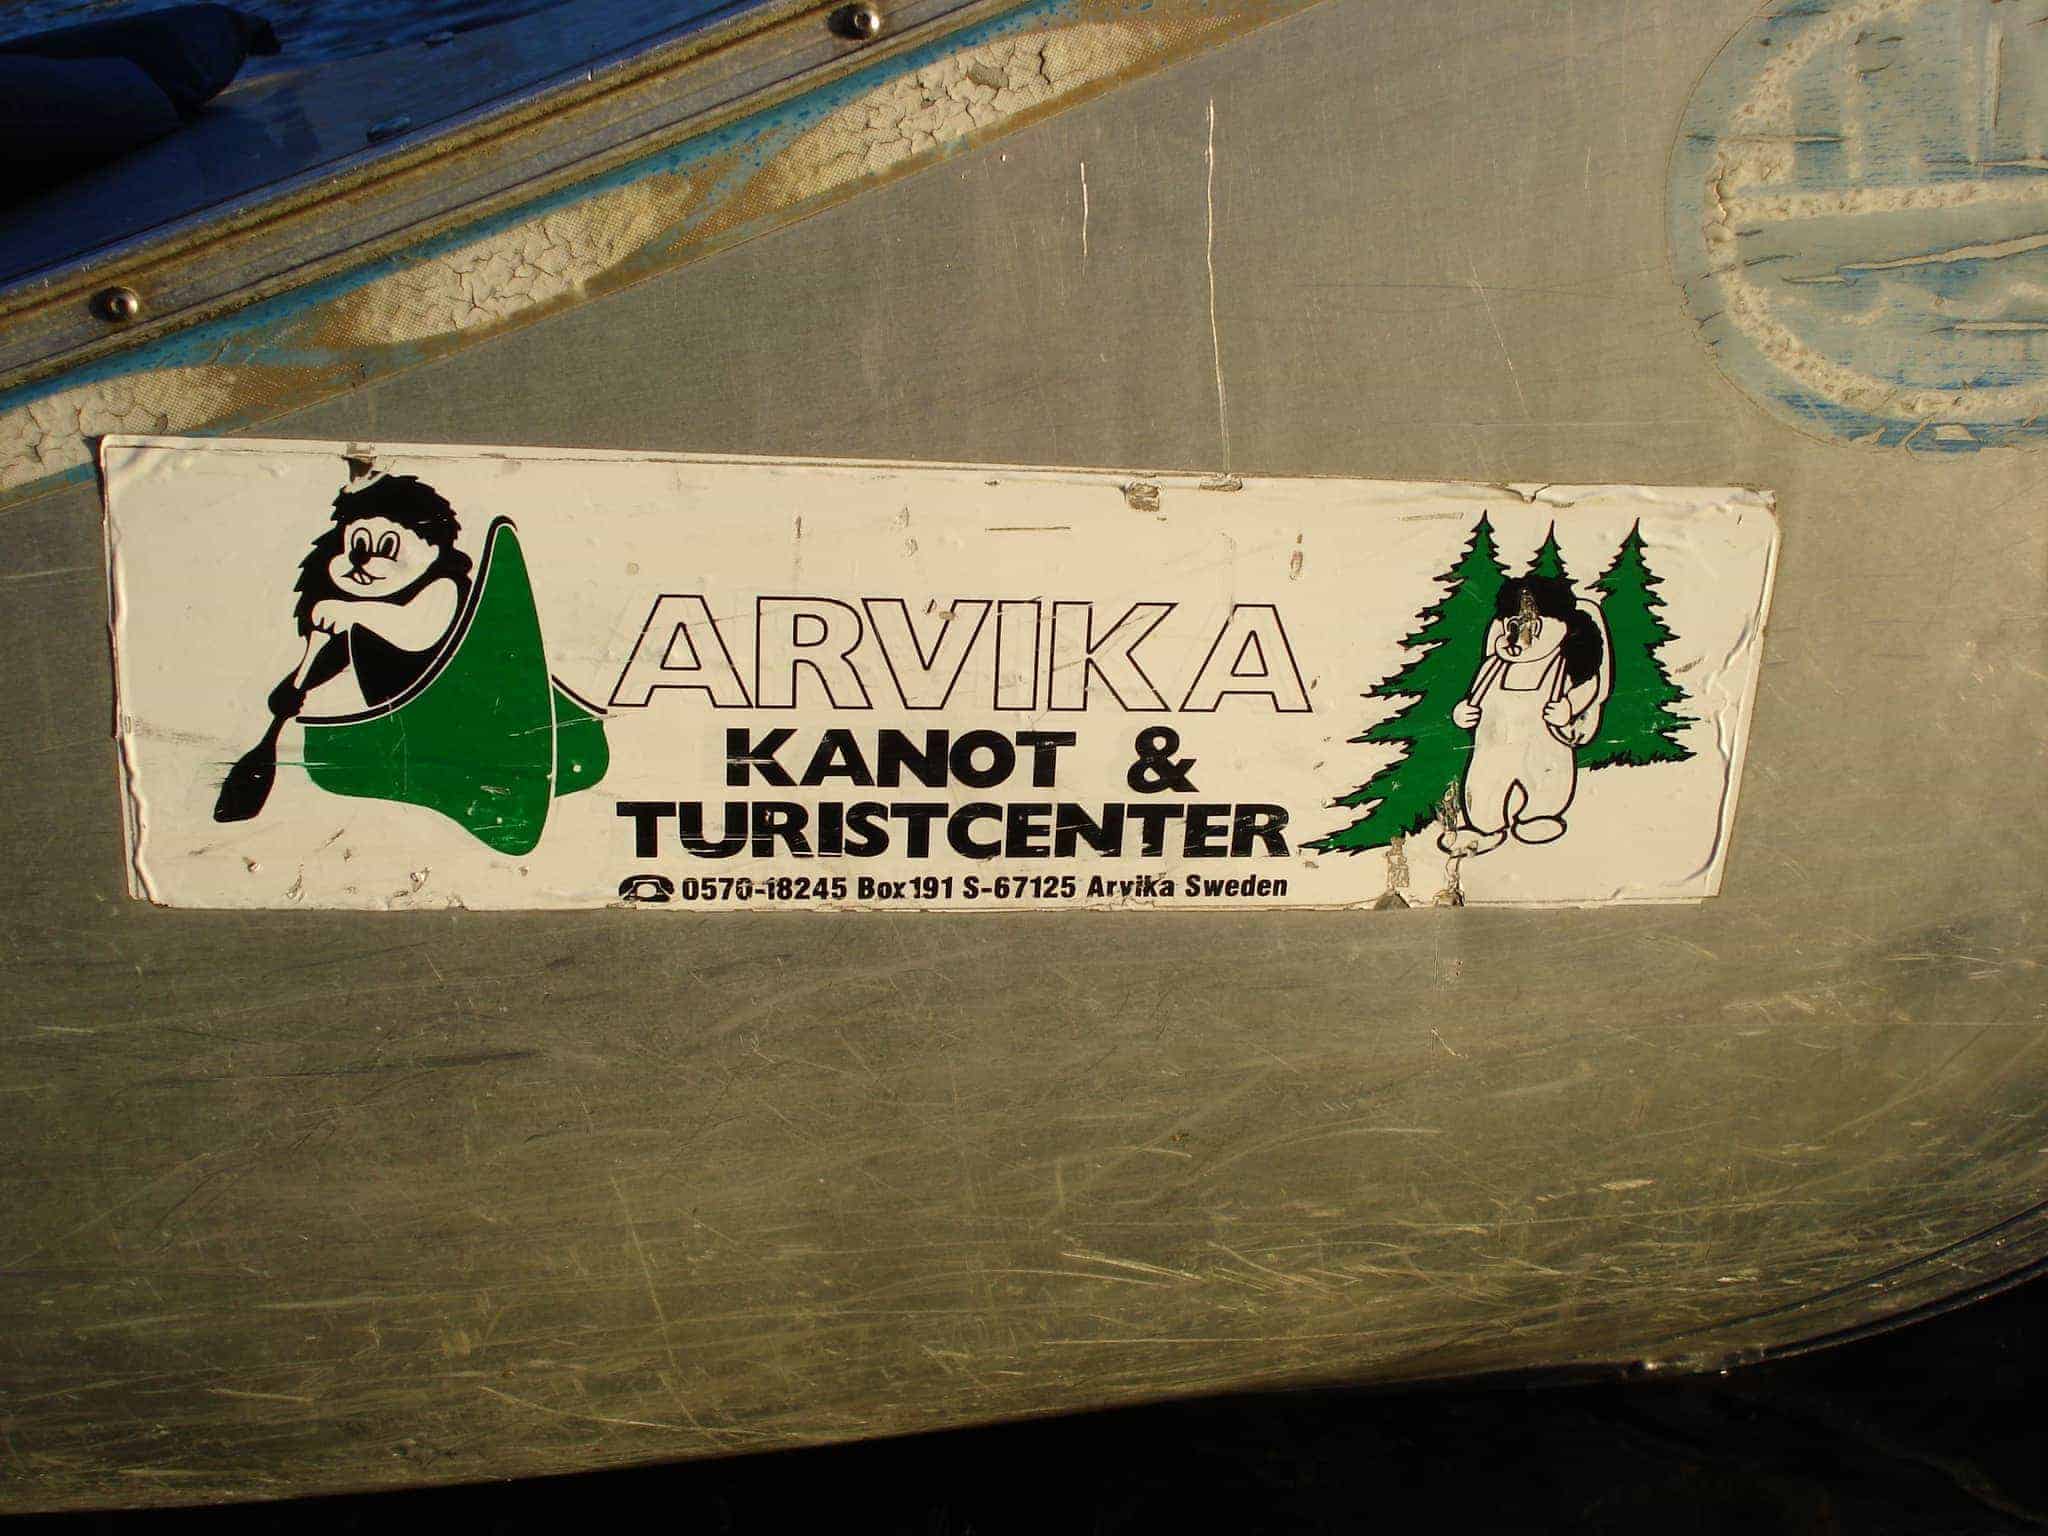 ARVIKA
KANOT &
TURISTCENTER
0570-18245 Box 191 S-67125 Arvika Sweden